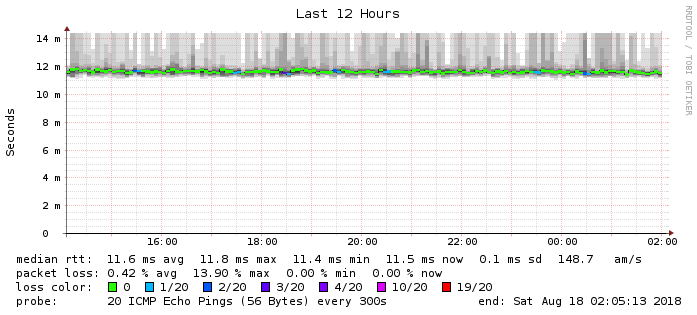 Last 12 Hours
RRDTOOL / TOBI OETIKER
Seconds
14 m
12 m
10 m
8 m
6 m
4 m
2 m
0
16:00 18:00 20:00 22:00 00:00 02:00
median rtt: 11.6 ms avg 11.8 ms max 11.4 ms min 11.5 ms now 0.1 ms sd 148.7 am/s
packet loss: 0.42 % avg 13.90 % max 0.00 % min 0.00 % now
loss color: 0 1/20 2/20 3/20 4/20 10/20 19/20
probe: 20 ICMP Echo Pings (56 Bytes) every 300s end: Sat Aug 18 02:05:13 2018